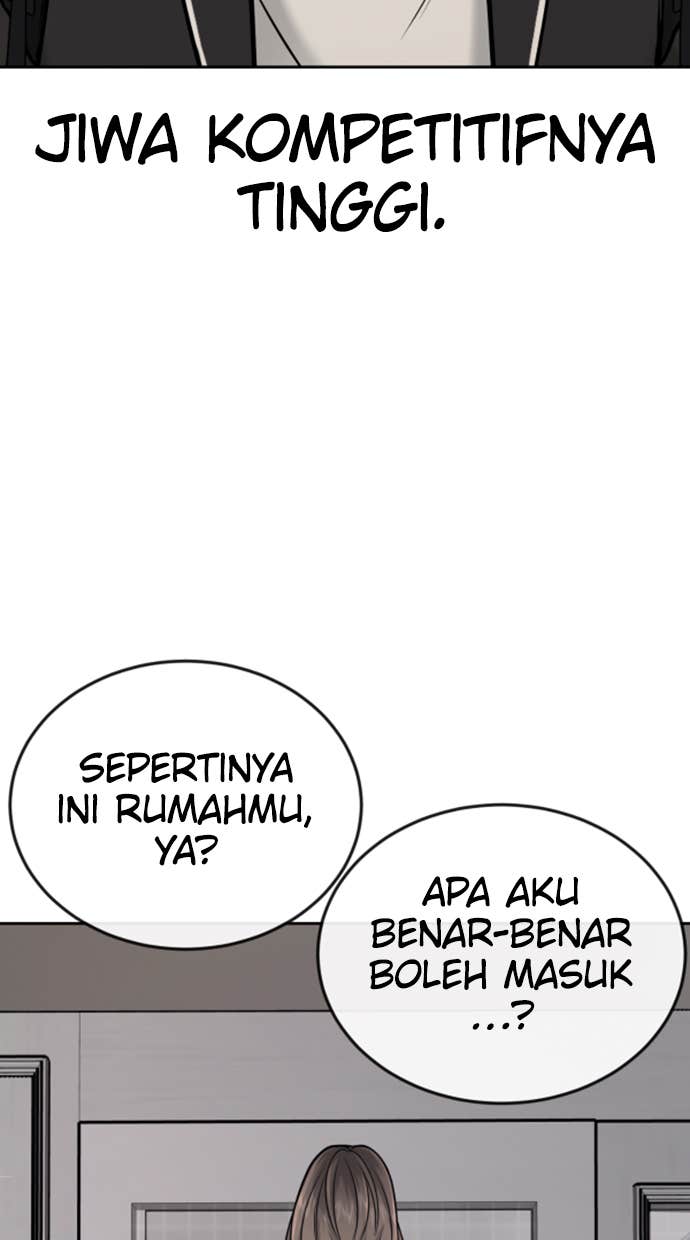 JIWA KOMPETITIFNYA
TINGGI.
SEPERTINYA
INI RUMAHMU,
YA?
APA AKU
BENAR-BENAR
BOLEH MASUK
...?